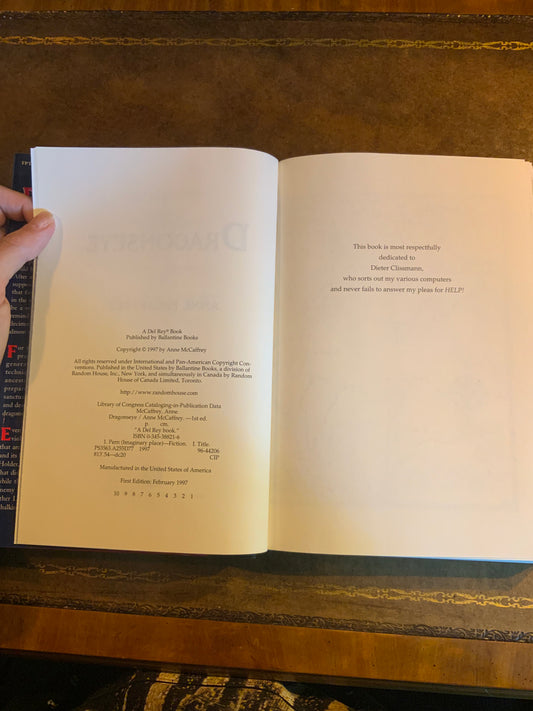 A Del Rey® Book
Published by Ballantine Books
Copyright © 1997 by Anne McCaffrey
All rights reserved under International and Pan-American Copyright Con-
ventions. Published in the United States by Ballantine Books, a division of
Random House, Inc., New York, and simultaneously in Canada by Random
House of Canada Limited, Toronto.
http://www.randomhouse.com
Library of Congress Cataloging-in-Publication Data
McCaffrey, Anne
Dragonseye / Anne McCaffrey. —1st ed.
p. cm.
"A Del Rey book."
ISBN 0-345-38821-6
1. Pern (Imaginary place)—Fiction. I. Title.
PS3563.A255D77 1997 96-44206
813'.54—dc20 CIP
Manufactured in the United States of America
First Edition: February 1997
10 9 8 7 6 5 4 3 2 1
This book is most respectfully
dedicated to
Dieter Clissmann,
who sorts out my various computers
and never fails to answer my pleas for HELP!